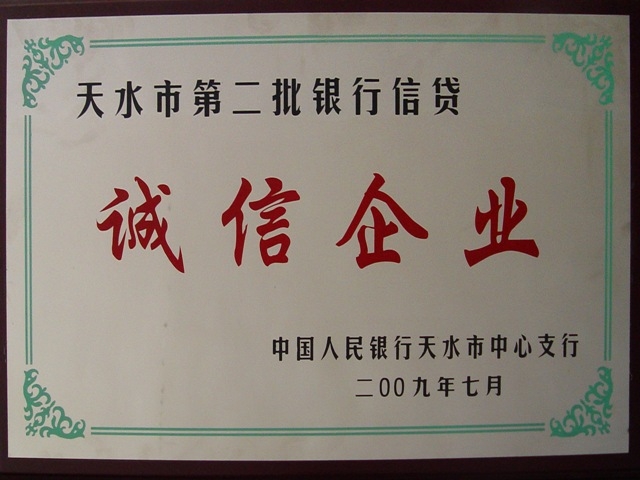 天水市第二批银行信贷
诚信企业
中国人民银行天水市中心支行
二00九年七月